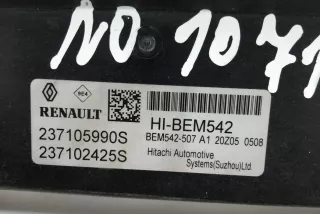 NO 1071
RENAULT
HI-BEM542
237105990S
BEM542-507 A1 20Z05 0508
237102425S
Hitachi Automotive
Systems(Suzhou)Ltd